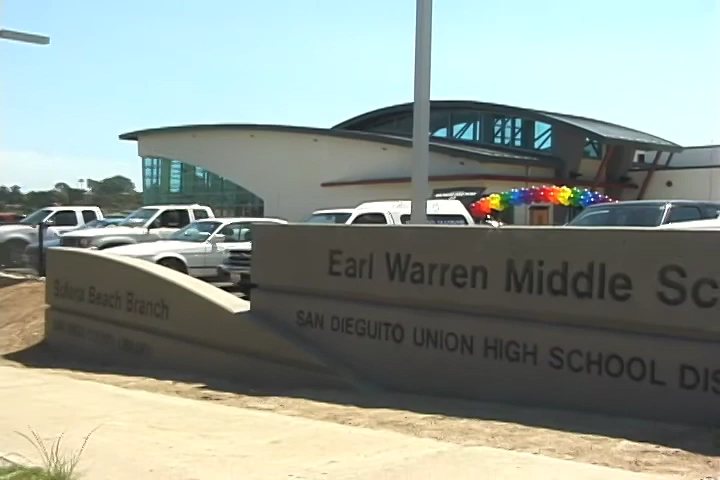 Solana Beach Branch
Earl Warren Middle Sc
SAN DIEGUITO UNION HIGH SCHOOL DIS